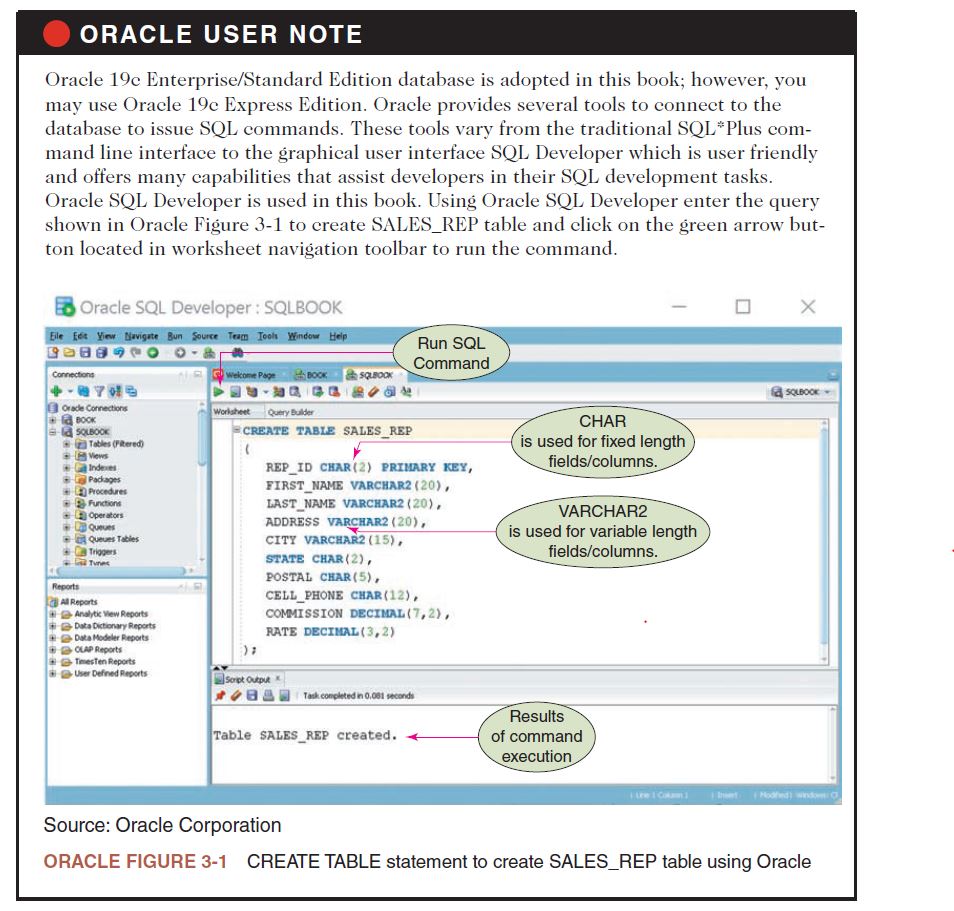 ORACLE USER NOTE
Oracle 19c Enterprise/Standard Edition database is adopted in this book; however, you
may use Oracle 19c Express Edition. Oracle provides several tools to connect to the
database to issue SQL commands. These tools vary from the traditional SQL*Plus com-
mand line interface to the graphical user interface SQL Developer which is user friendly
and offers many capabilities that assist developers in their SQL development tasks.
Oracle SQL Developer is used in this book. Using Oracle SQL Developer enter the query
shown in Oracle Figure 3-1 to create SALES_REP table and click on the green arrow but-
ton located in worksheet navigation toolbar to run the command.
Oracle SQL Developer : SQLBOOK
File Edit View Navigate Run Source Team Tools Window Help
Run SQL
Command
Connections
Welcome Page BOOK SQLBOOK
SQLBOOK
Oracle Connections
BOOK
SQLBOOK
Tables (Filtered)
Views
Indexes
Packages
Procedures
Functions
Operators
Queues
Queues Tables
Triggers
Types
Worksheet Query Builder
CREATE TABLE SALES_REP
(
REP_ID CHAR(2) PRIMARY KEY,
FIRST_NAME VARCHAR2(20),
LAST_NAME VARCHAR2(20),
ADDRESS VARCHAR2(20),
CITY VARCHAR2(15),
STATE CHAR(2),
POSTAL CHAR(5),
CELL_PHONE CHAR(12),
COMMISSION DECIMAL(7,2),
RATE DECIMAL(3,2)
);
CHAR
is used for fixed length
fields/columns.
VARCHAR2
is used for variable length
fields/columns.
Reports
All Reports
Analytic View Reports
Data Dictionary Reports
Data Modeler Reports
OLAP Reports
TimesTen Reports
User Defined Reports
Script Output
Task completed in 0.081 seconds
Table SALES_REP created.
Results
of command
execution
Line 1 Column 1 Insert Modified Windows: C
Source: Oracle Corporation
ORACLE FIGURE 3-1 CREATE TABLE statement to create SALES_REP table using Oracle